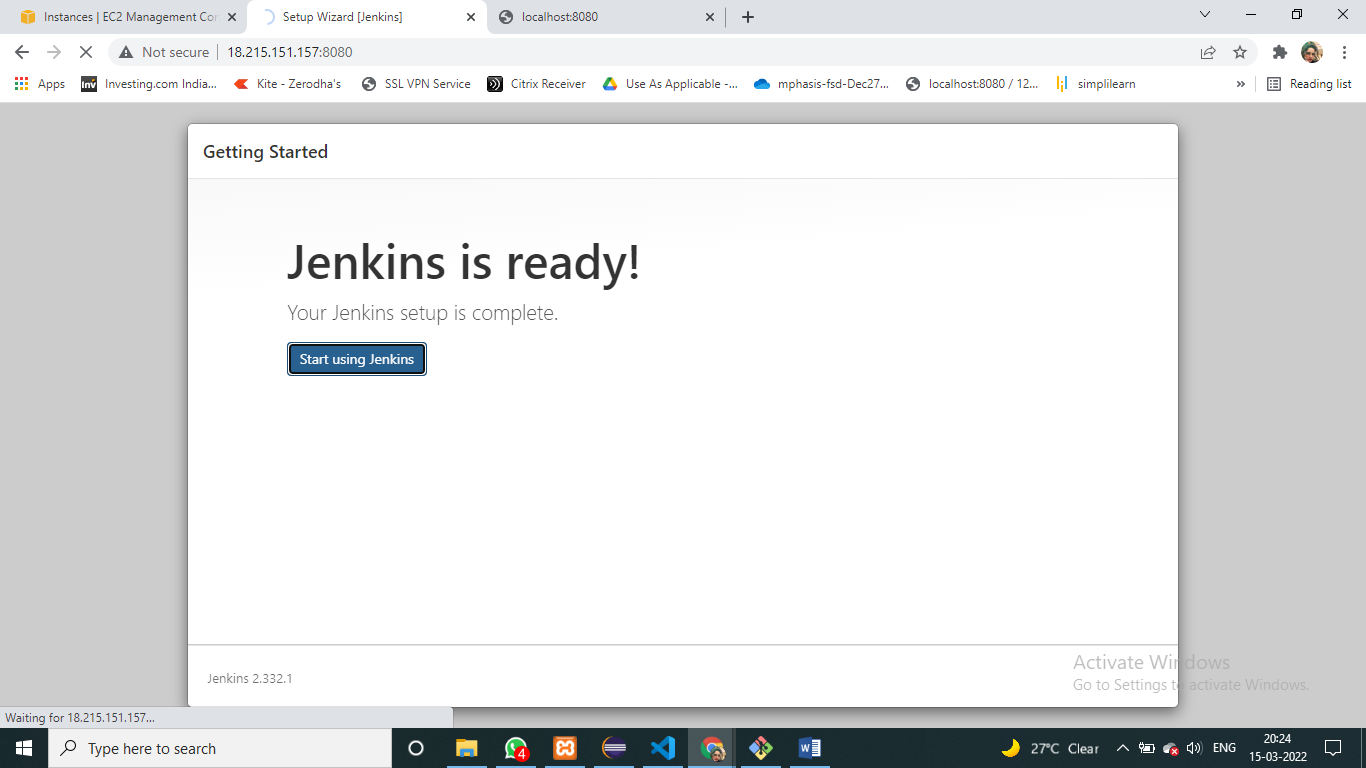 Instances | EC2 Management Con
Setup Wizard [Jenkins]
localhost:8080
Not secure
18.215.151.157:8080
Apps
Inv
Investing.com India...
Kite - Zerodha's
SSL VPN Service
Citrix Receiver
Use As Applicable -...
mphasis-fsd-Dec27...
localhost:8080 / 12...
simplilearn
»
Reading list
Getting Started
Jenkins is ready!
Your Jenkins setup is complete.
Start using Jenkins
Jenkins 2.332.1
Activate Windows
Go to Settings to activate Windows.
Waiting for 18.215.151.157...
Type here to search
4
27°C Clear
ENG
20:24
15-03-2022